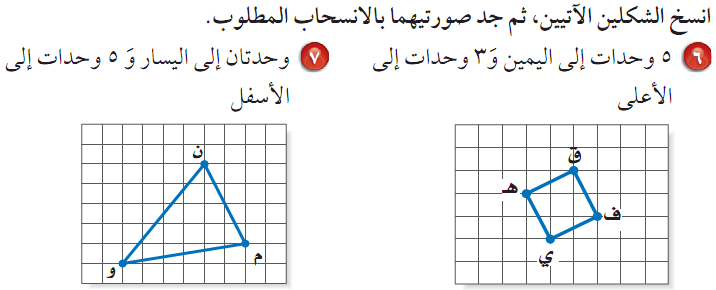 انسخ الشكلين الآتيين، ثم جد صورتيهما بالانسحاب المطلوب.
٦ ٥ وحدات إلى اليمين وَ٣ وحدات إلى
الأعلى
ق
هـ
ف
ي
٧ وحدتان إلى اليسار وَ ٥ وحدات إلى
الأسفل
ن
م
و